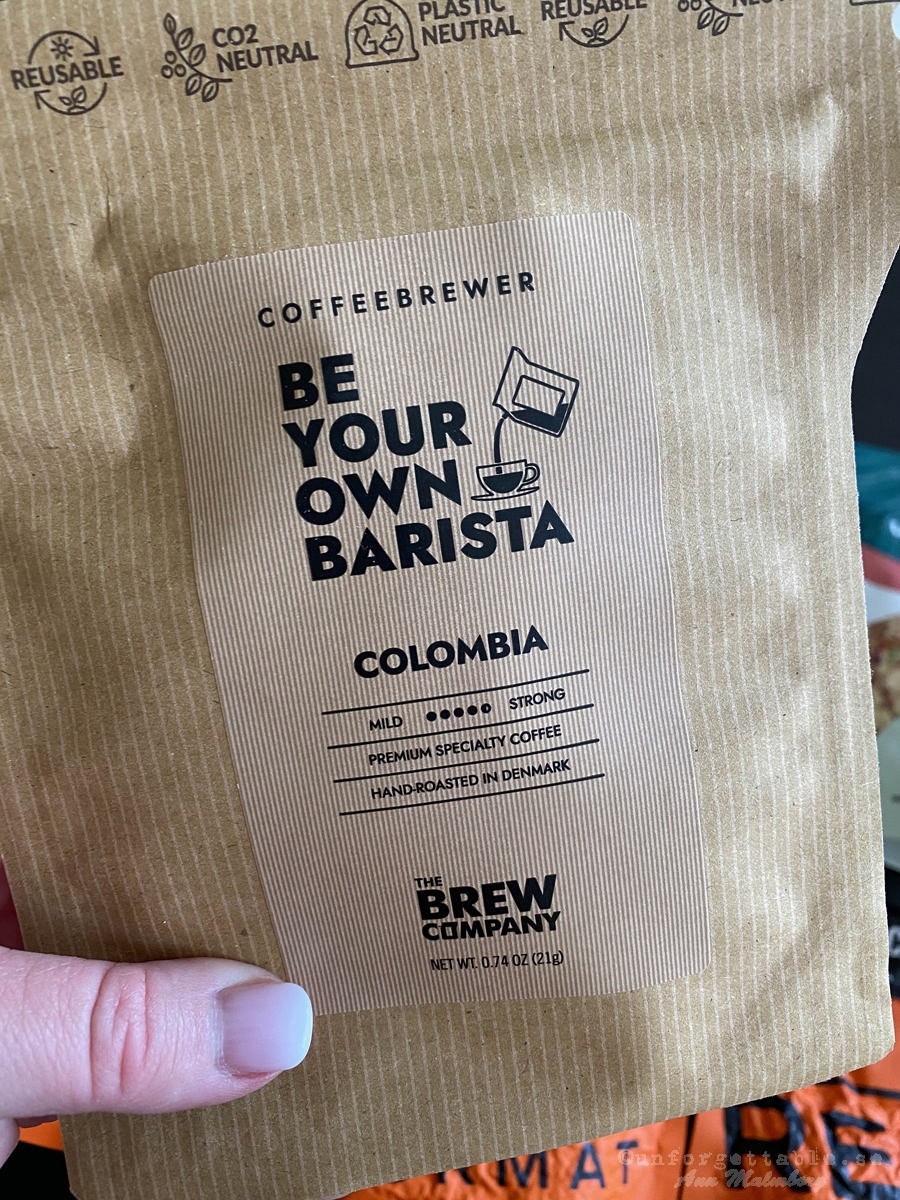 REUSABLE
CO2
NEUTRAL
PLASTIC
NEUTRAL
REUSABLE
COFFEEBREWER
BE
YOUR
OWN
BARISTA
COLOMBIA
MILD STRONG
PREMIUM SPECIALTY COFFEE
HAND-ROASTED IN DENMARK
THE
BREW
COMPANY
NET WT. 0.74 OZ (21g)
©unforgettable.se
Ann Malmberg